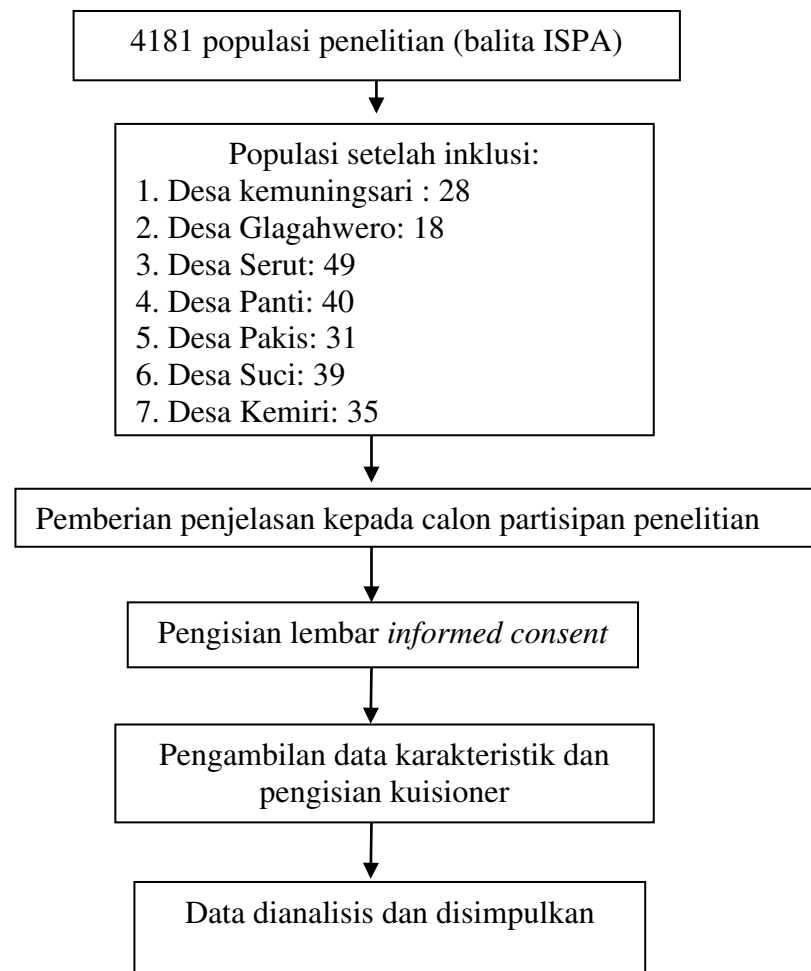 4181 populasi penelitian (balita ISPA)
Populasi setelah inklusi:
1. Desa kemuningsari : 28
2. Desa Glagahwero: 18
3. Desa Serut: 49
4. Desa Panti: 40
5. Desa Pakis: 31
6. Desa Suci: 39
7. Desa Kemiri: 35
Pemberian penjelasan kepada calon partisipan penelitian
Pengisian lembar informed consent
Pengambilan data karakteristik dan
pengisian kuisioner
Data dianalisis dan disimpulkan